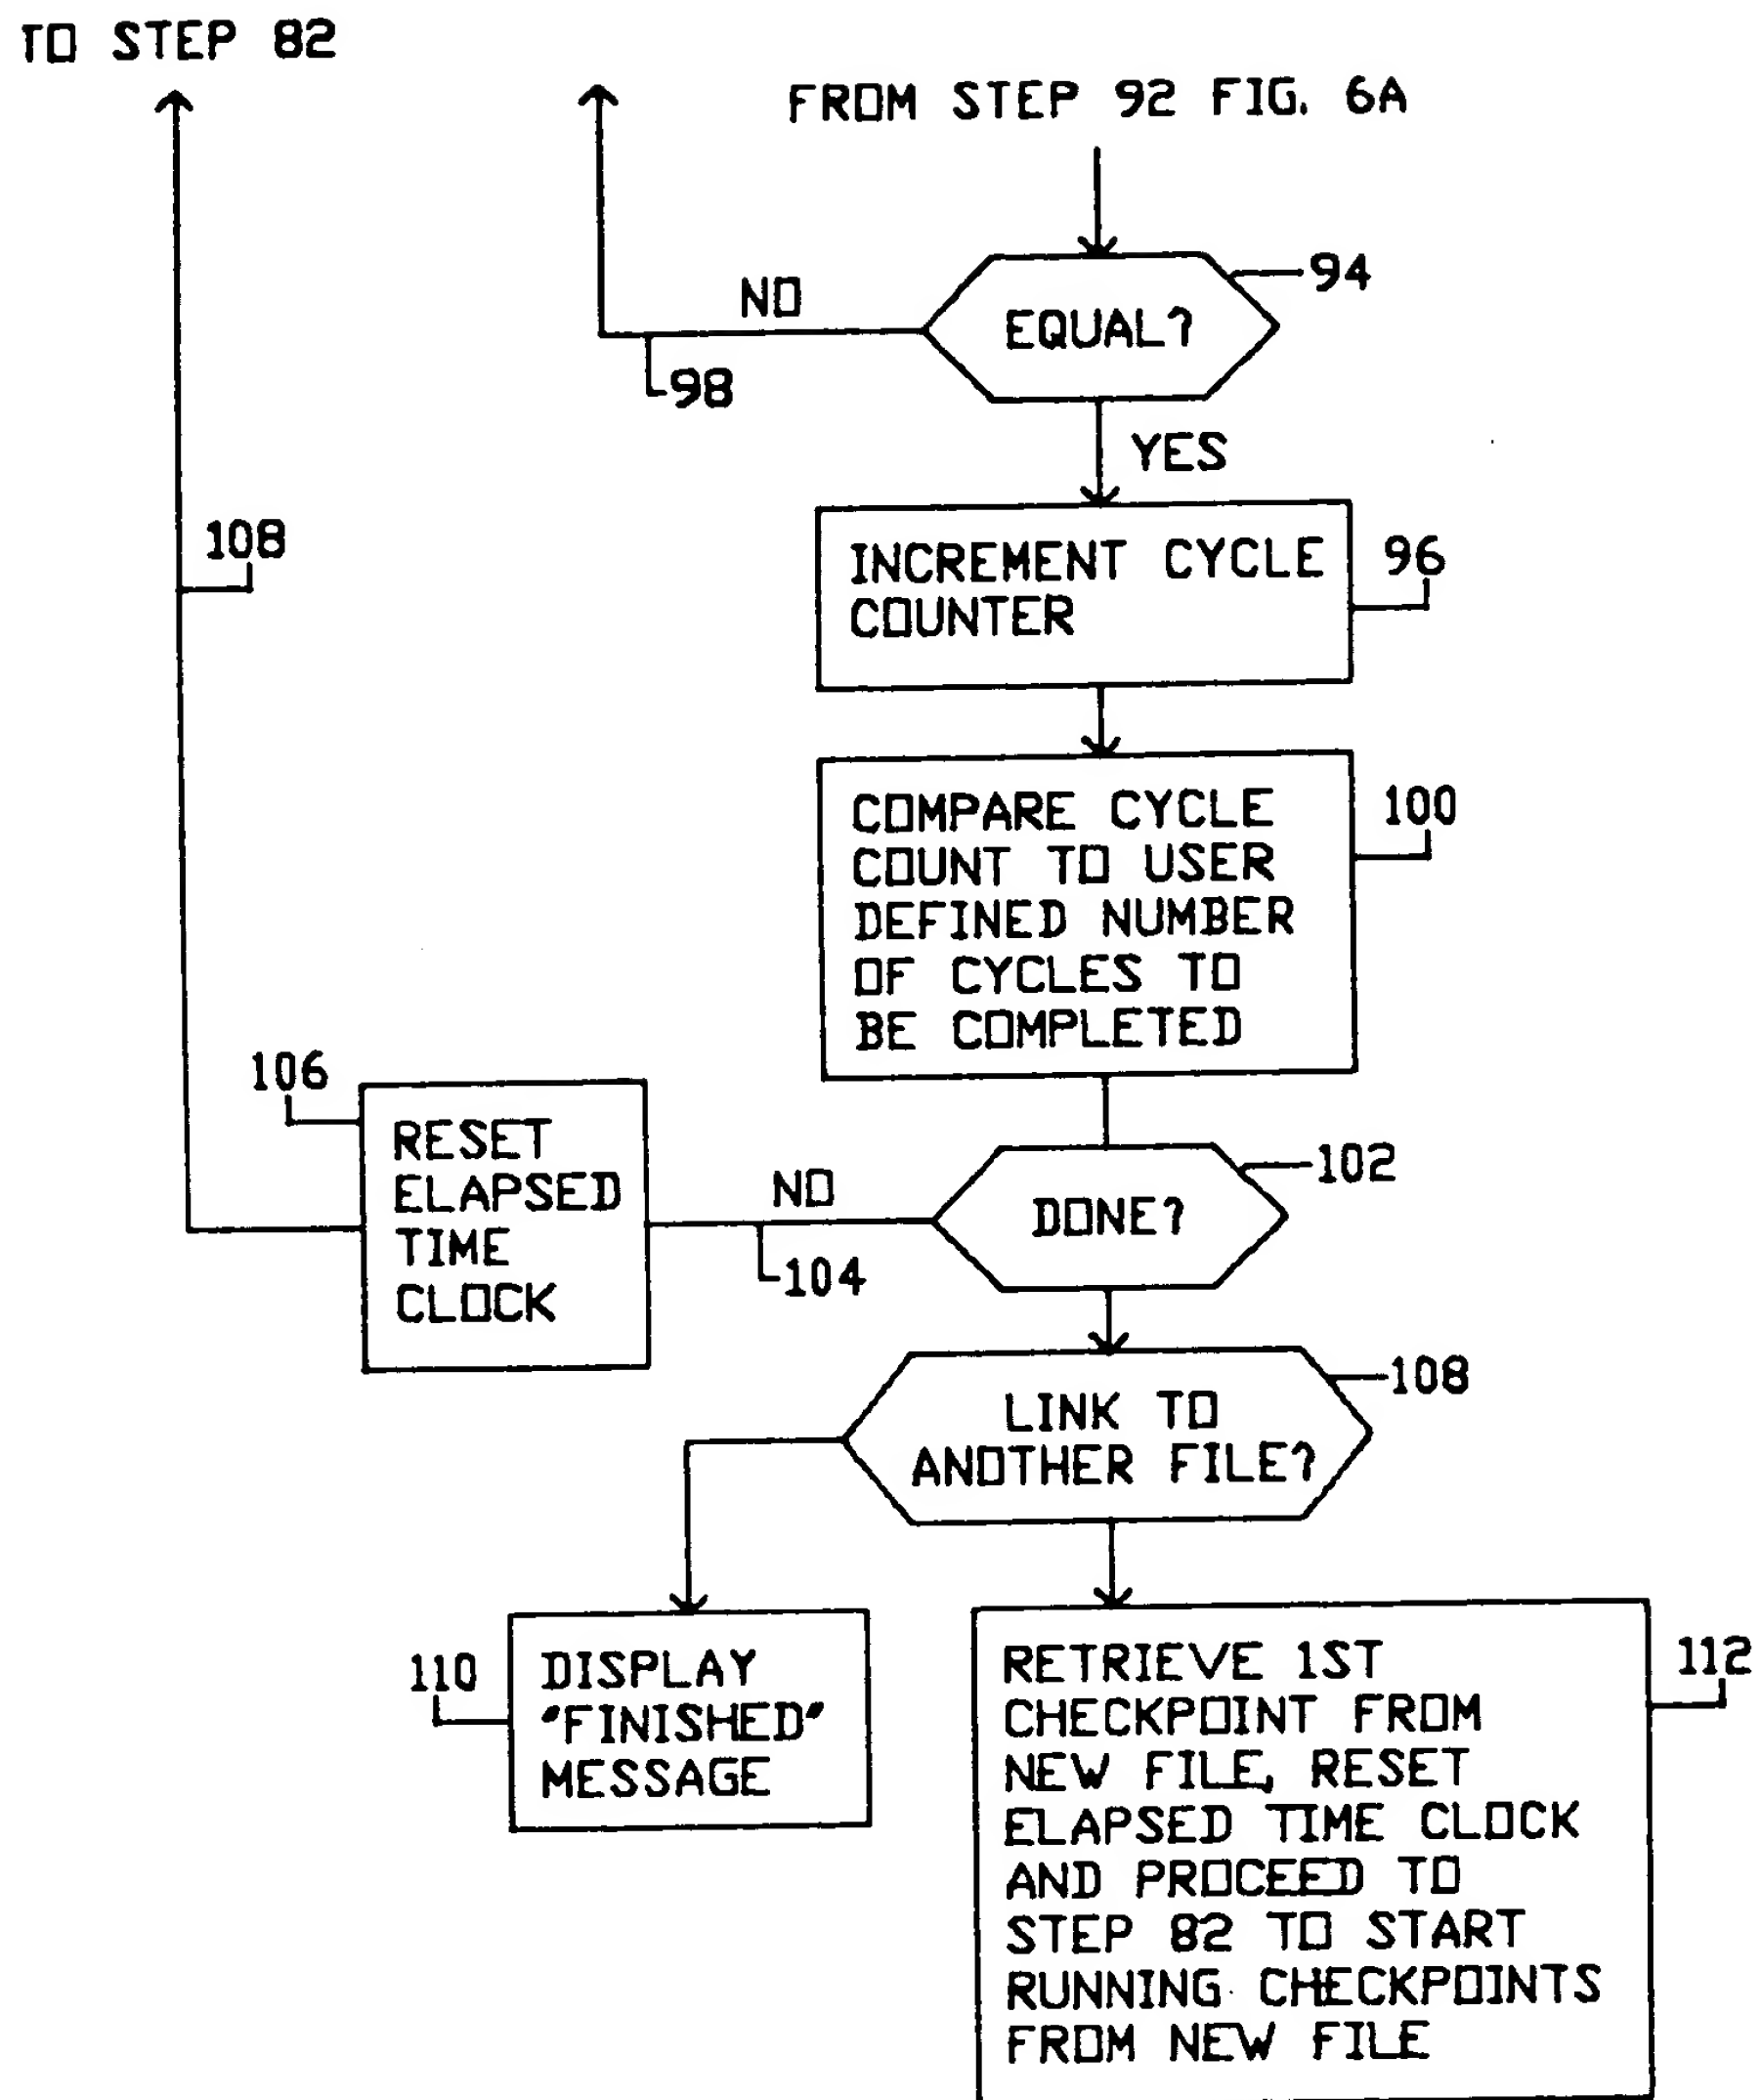 TO STEP 82
FROM STEP 92 FIG. 6A
94
NO
EQUAL?
98
YES
108
INCREMENT CYCLE
COUNTER
96
COMPARE CYCLE
COUNT TO USER
DEFINED NUMBER
OF CYCLES TO
BE COMPLETED
100
106
RESET
ELAPSED
TIME
CLOCK
NO
104
DONE?
102
108
LINK TO
ANOTHER FILE?
110
DISPLAY
"FINISHED"
MESSAGE
RETRIEVE 1ST
CHECKPOINT FROM
NEW FILE, RESET
ELAPSED TIME CLOCK
AND PROCEED TO
STEP 82 TO START
RUNNING CHECKPOINTS
FROM NEW FILE
112